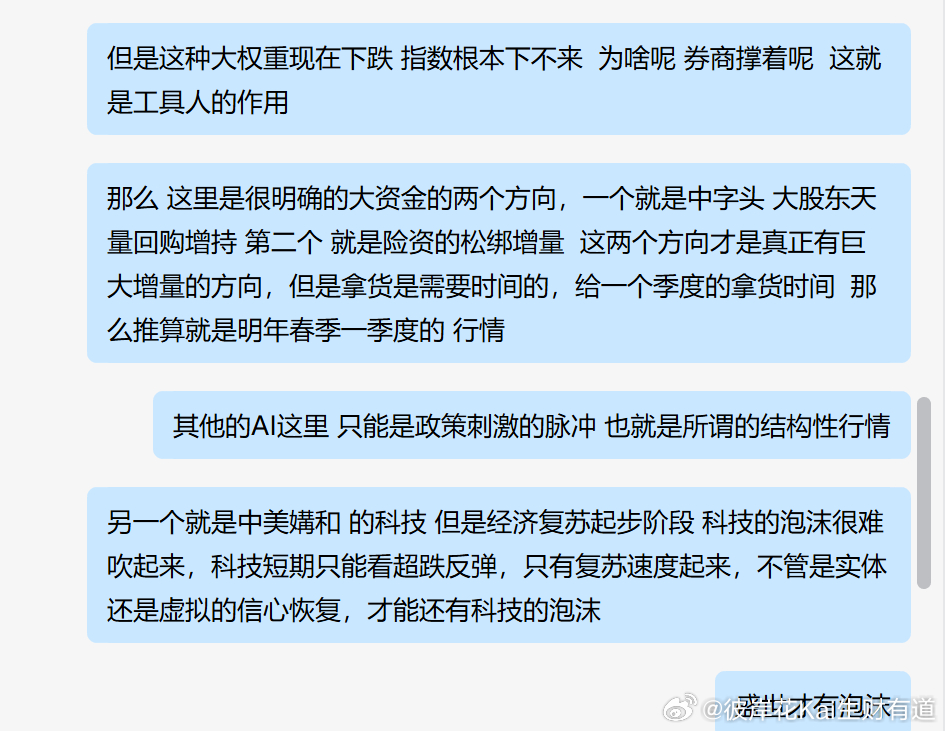 但是这种大权重现在下跌 指数根本下不来  为啥呢 券商撑着呢  这就
是工具人的作用
那么 这里是很明确的大资金的两个方向，一个就是中字头 大股东天
量回购增持 第二个 就是险资的松绑增量  这两个方向才是真正有巨
大增量的方向，但是拿货是需要时间的，给一个季度的拿货时间  那
么推算就是明年春季一季度的 行情
其他的AI这里 只能是政策刺激的脉冲 也就是所谓的结构性行情
另一个就是中美媾和 的科技 但是经济复苏起步阶段 科技的泡沫很难
吹起来，科技短期只能看超跌反弹，只有复苏速度起来，不管是实体
还是虚拟的信心恢复，才能还有科技的泡沫
盛世才有泡沫
@彼岸花Kai生财有道